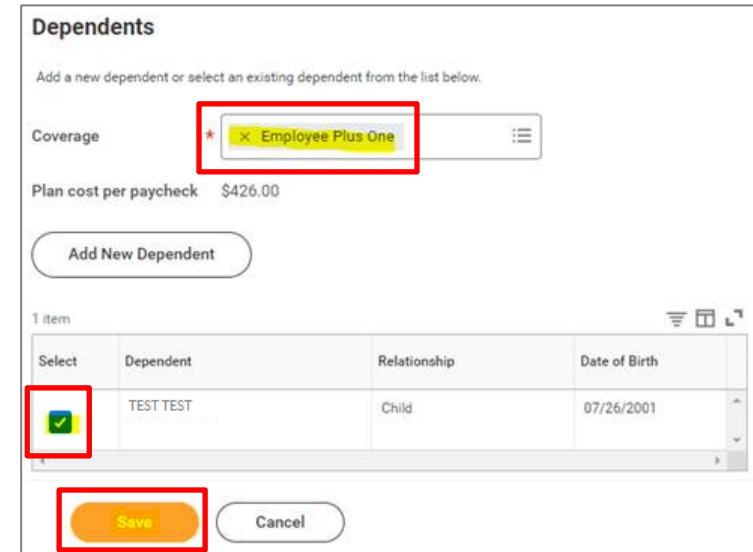 Dependents
Add a new dependent or select an existing dependent from the list below.
Coverage * × Employee Plus One
Plan cost per paycheck $426.00
Add New Dependent
1 item
Select Dependent Relationship Date of Birth
TEST TEST Child 07/26/2001
Save Cancel